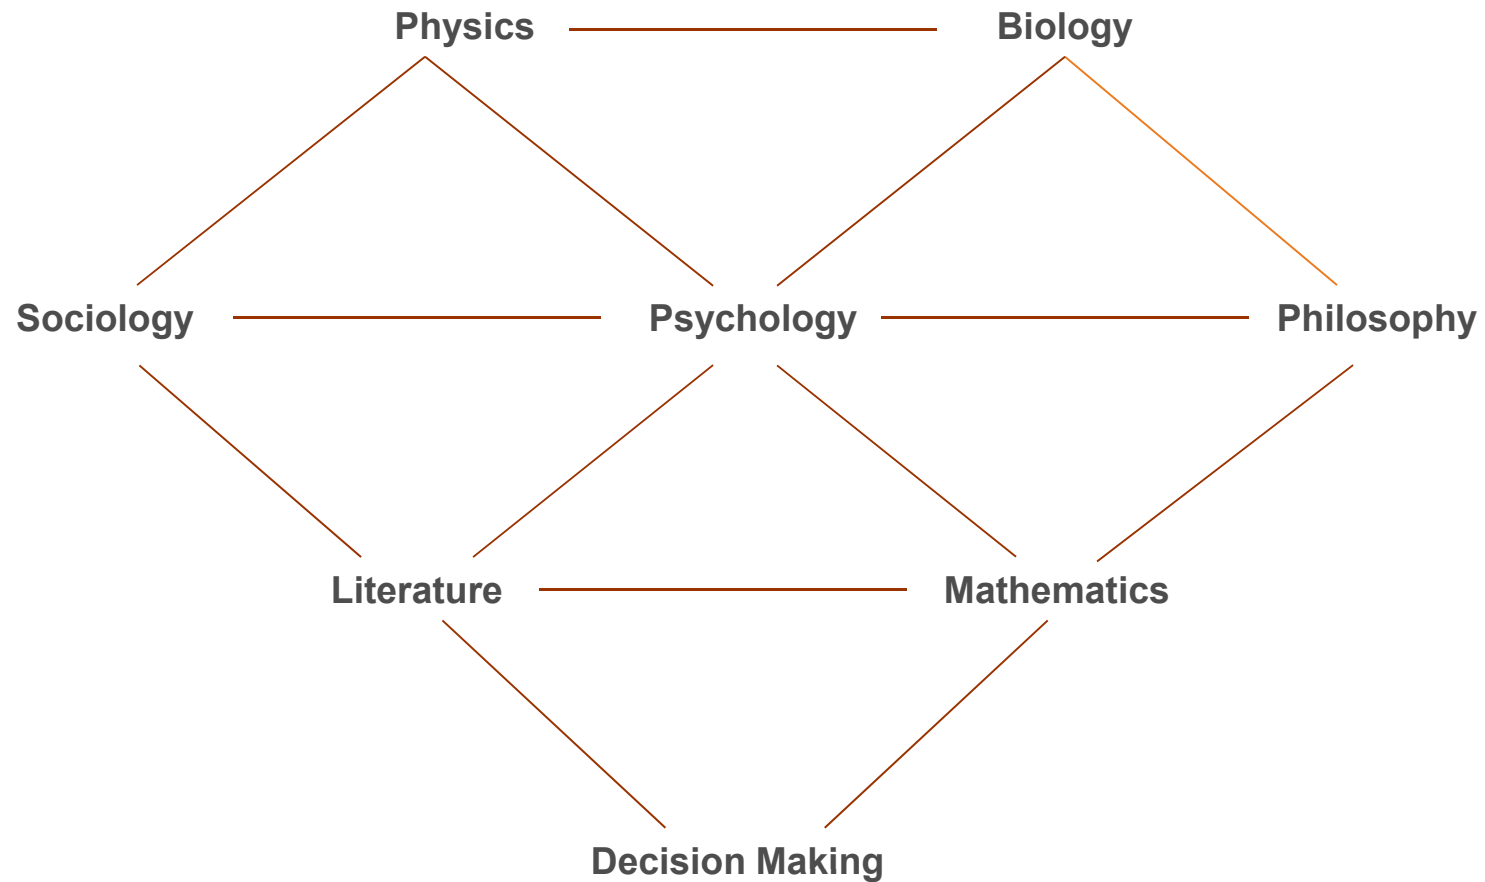 Physics
Biology
Sociology
Psychology
Philosophy
Literature
Mathematics
Decision Making